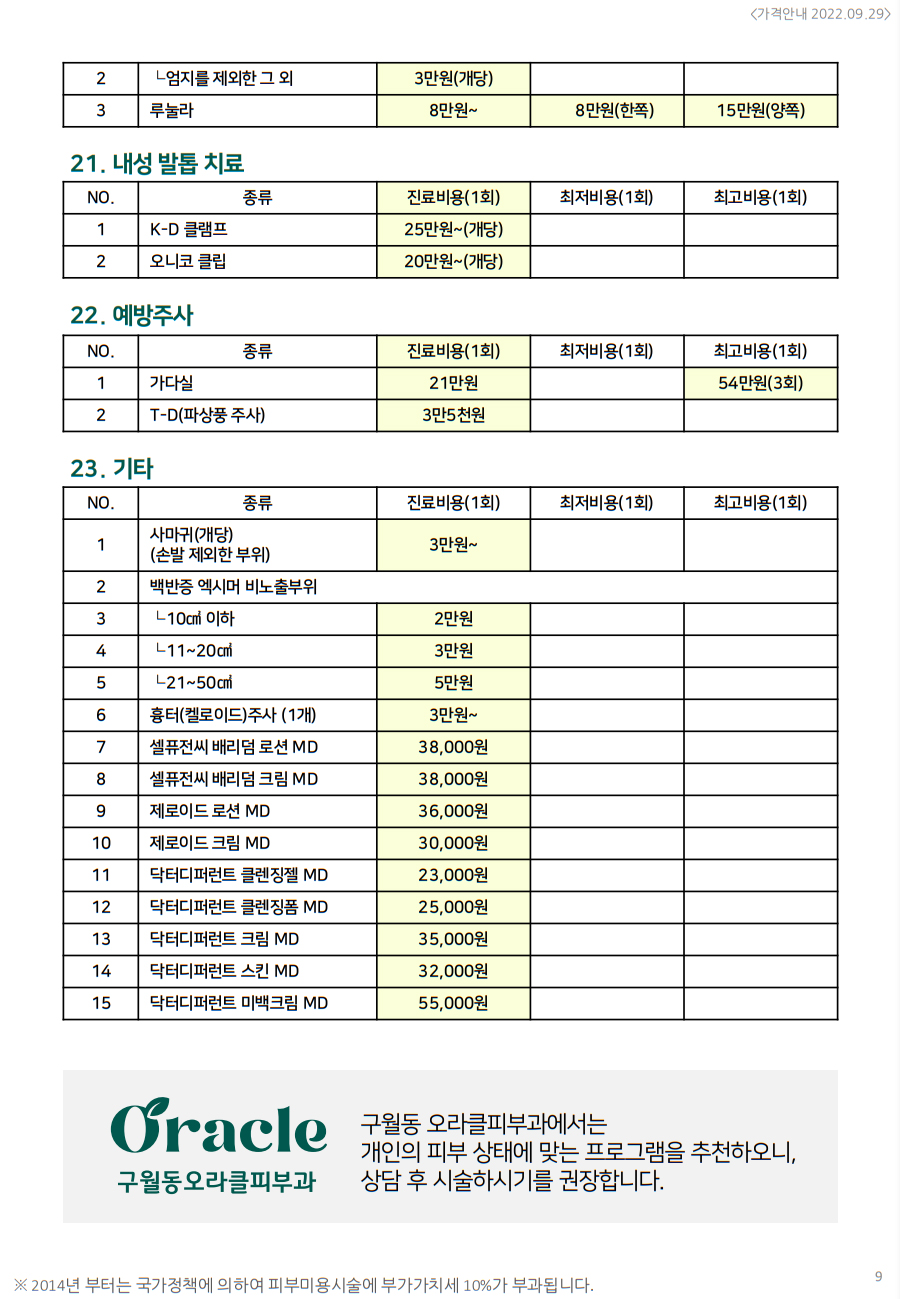 <가격안내 2022.09.29>
2 ┗엄지를 제외한 그 외 3만원(개당)
3 루눌라 8만원~ 8만원(한쪽) 15만원(양쪽)
21. 내성 발톱 치료
NO. 종류 진료비용(1회) 최저비용(1회) 최고비용(1회)
1 K-D 클램프 25만원~(개당)
2 오니코 클립 20만원~(개당)
22. 예방주사
NO. 종류 진료비용(1회) 최저비용(1회) 최고비용(1회)
1 가다실 21만원 54만원(3회)
2 T-D(파상풍 주사) 3만5천원
23. 기타
NO. 종류 진료비용(1회) 최저비용(1회) 최고비용(1회)
1 사마귀(개당)
(손발 제외한 부위) 3만원~
2 백반증 엑시머 비노출부위
3 ┗10㎠ 이하 2만원
4 ┗11~20㎠ 3만원
5 ┗21~50㎠ 5만원
6 흉터(켈로이드)주사 (1개) 3만원~
7 셀퓨전씨 배리덤 로션 MD 38,000원
8 셀퓨전씨 배리덤 크림 MD 38,000원
9 제로이드 로션 MD 36,000원
10 제로이드 크림 MD 30,000원
11 닥터디퍼런트 클렌징젤 MD 23,000원
12 닥터디퍼런트 클렌징폼 MD 25,000원
13 닥터디퍼런트 크림 MD 35,000원
14 닥터디퍼런트 스킨 MD 32,000원
15 닥터디퍼런트 미백크림 MD 55,000원
Oracle
구월동오라클피부과
구월동 오라클피부과에서는
개인의 피부 상태에 맞는 프로그램을 추천하오니,
상담 후 시술하시기를 권장합니다.
9
※ 2014년 부터는 국가정책에 의하여 피부미용시술에 부가가치세 10%가 부과됩니다.